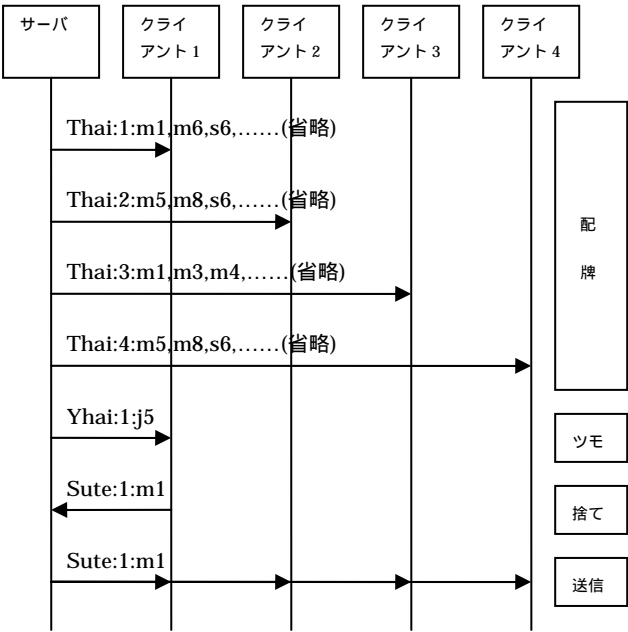 サーバ
クライ
アント1
クライ
アント2
クライ
アント3
クライ
アント4
Thai:1:m1,m6,s6,……(省略)
Thai:2:m5,m8,s6,……(省略)
Thai:3:m1,m3,m4,……(省略)
Thai:4:m5,m8,s6,……(省略)
配
牌
Yhai:1:j5
ツモ
Sute:1:m1
捨て
Sute:1:m1
送信